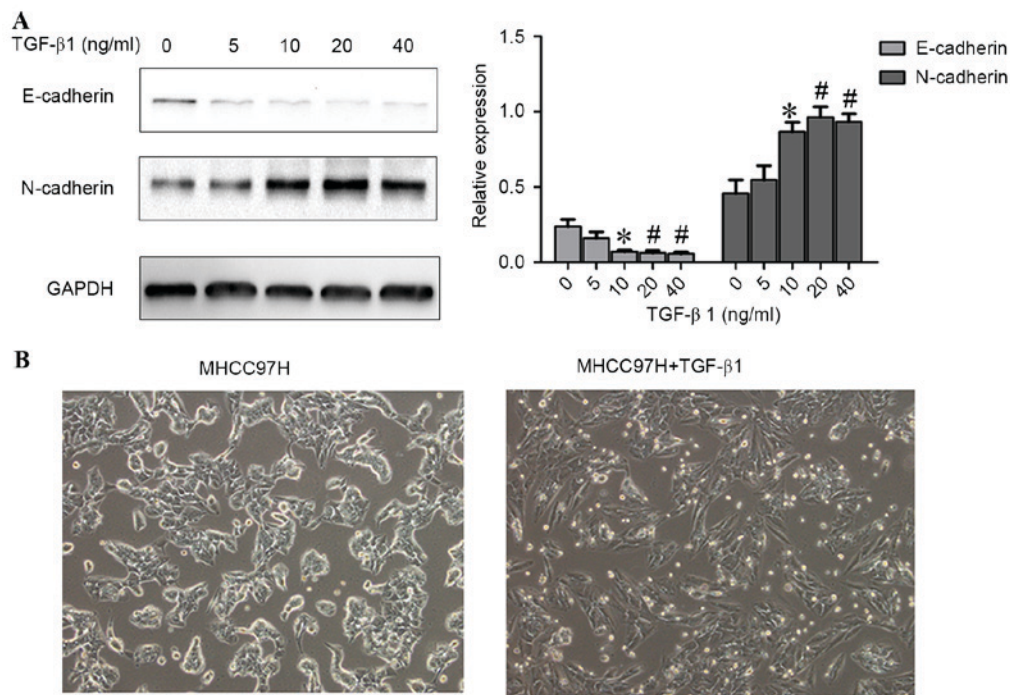 A
TGF-β1 (ng/ml) 0 5 10 20 40
E-cadherin
N-cadherin
GAPDH
Relative expression
1.5
1.0
0.5
0.0
* # #
* # #
0 5 10 20 40 0 5 10 20 40
TGF-β 1 (ng/ml)
E-cadherin
N-cadherin
B
MHCC97H
MHCC97H+TGF-β1